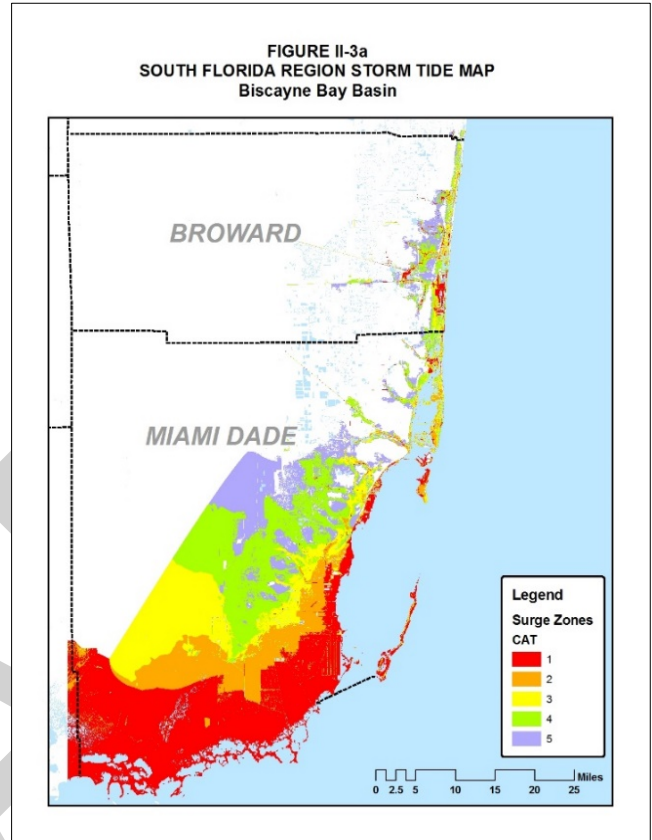 FIGURE II-3a
SOUTH FLORIDA REGION STORM TIDE MAP
Biscayne Bay Basin
BROWARD
MIAMI DADE
Legend
Surge Zones
CAT
1
2
3
4
5
Miles
0 2.5 5 10 15 20 25